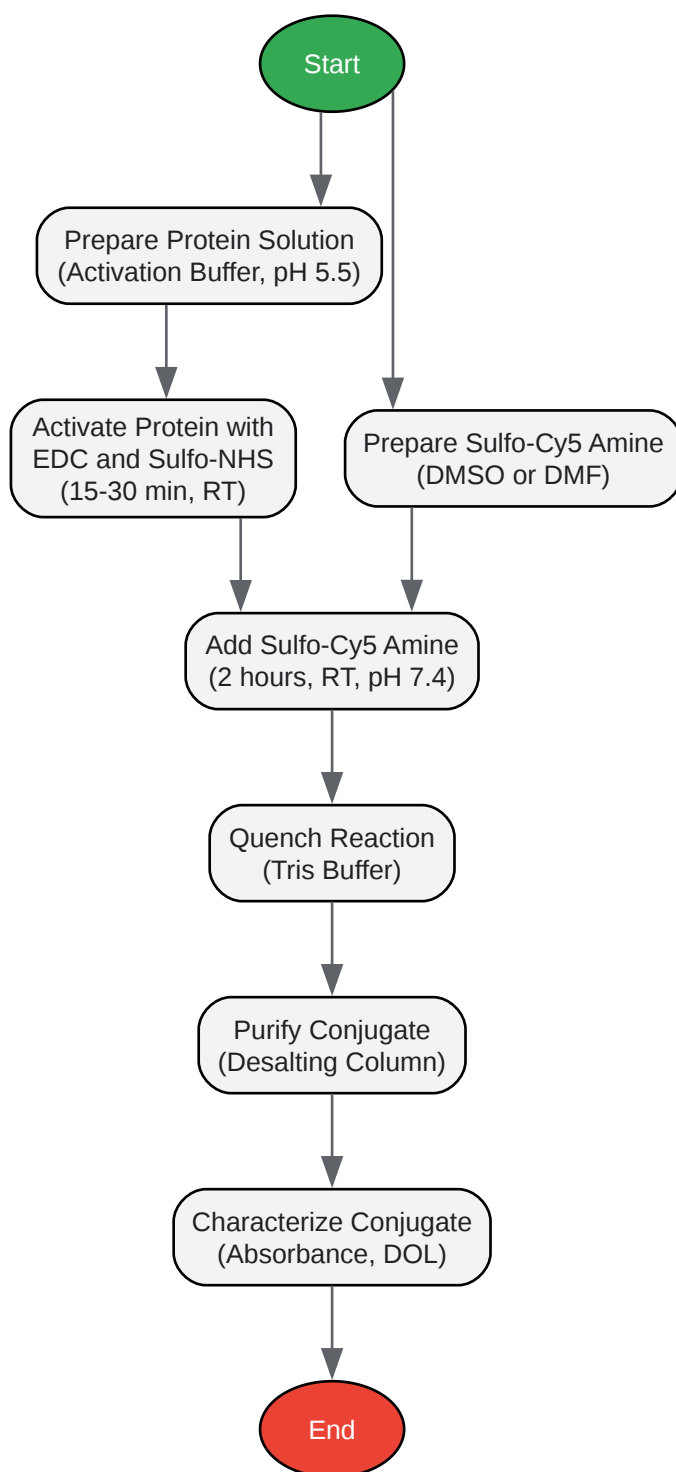 Start
Prepare Protein Solution
(Activation Buffer, pH 5.5)
Activate Protein with
EDC and Sulfo-NHS
(15-30 min, RT)
Prepare Sulfo-Cy5 Amine
(DMSO or DMF)
Add Sulfo-Cy5 Amine
(2 hours, RT, pH 7.4)
Quench Reaction
(Tris Buffer)
Purify Conjugate
(Desalting Column)
Characterize Conjugate
(Absorbance, DOL)
End